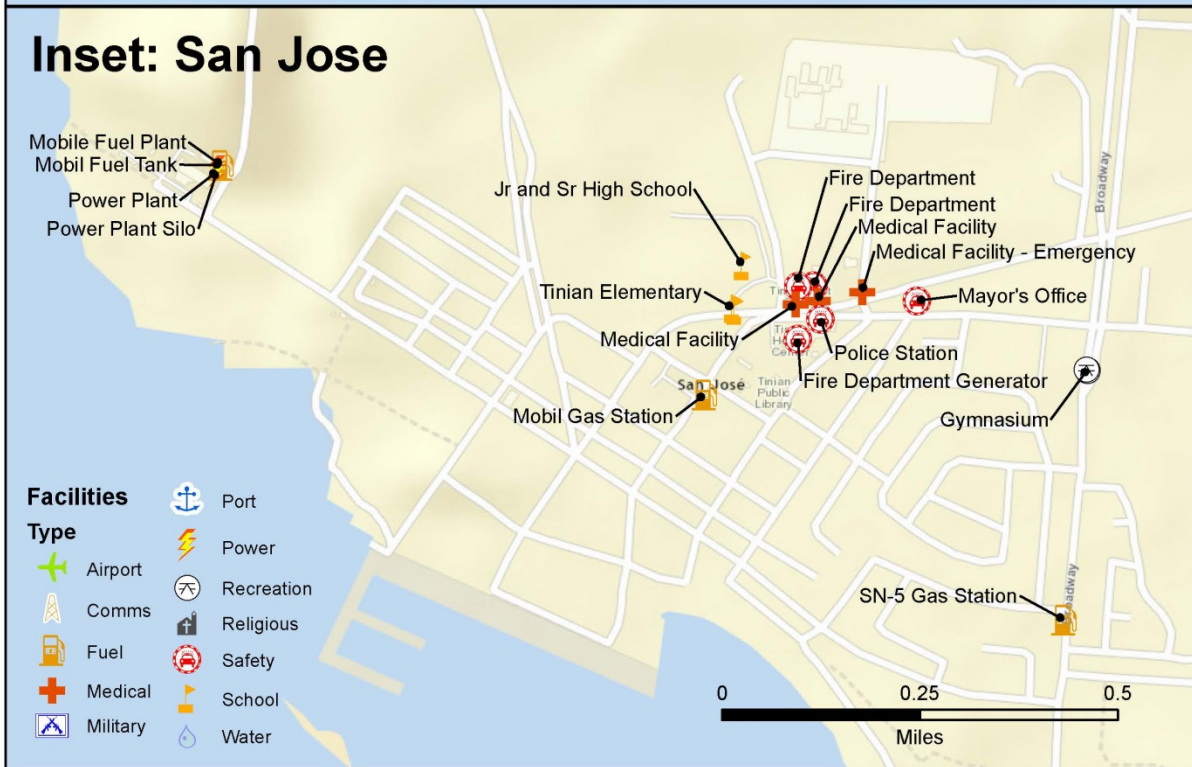 Inset: San Jose
Mobile Fuel Plant
Mobil Fuel Tank
Power Plant
Power Plant Silo
Jr and Sr High School
Tinian Elementary
Medical Facility
Mobil Gas Station
Fire Department
Fire Department
Medical Facility
Medical Facility - Emergency
Mayor's Office
Police Station
Fire Department Generator
Gymnasium
SN-5 Gas Station
Broadway
Broadway
San José
Tinian
Public
Library
Center
Facilities
Type
Airport
Comms
Fuel
Medical
Military
Port
Power
Recreation
Religious
Safety
School
Water
0 0.25 0.5
Miles